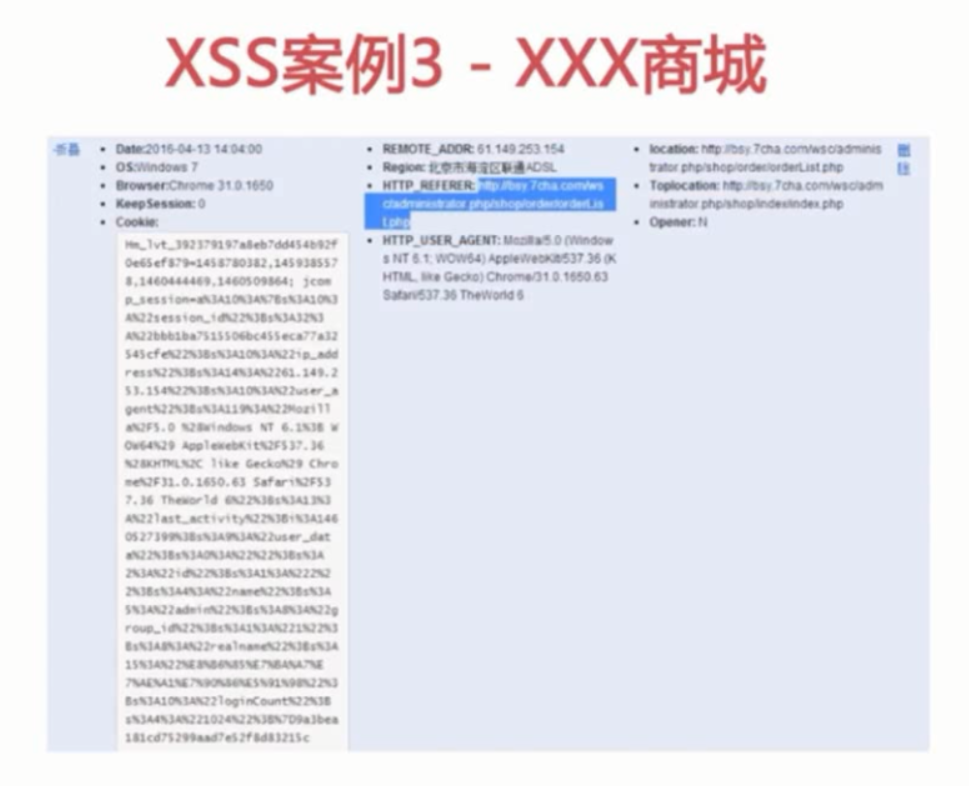 XSS案例3 - XXX商城
折叠
• Date:2016-04-13 14:04:00
• OS:Windows 7
• Browser:Chrome 31.0.1650
• KeepSession: 0
• Cookie:
Hm_lvt_392379197a8eb7dd454b92f
0e65ef879=1458780382,145938557
8,1460444469,1460509864; jcom
p_session=a%3A10%3A%7Bs%3A10%3
A%22session_id%22%3Bs%3A32%3
A%22bbb1ba7515506bc455eca77a32
545cfe%22%3Bs%3A10%3A%22ip_add
ress%22%3Bs%3A14%3A%2261.149.2
53.154%22%3Bs%3A10%3A%22user_a
gent%22%3Bs%3A119%3A%22Mozill
a%2F5.0 %28Windows NT 6.1%3B W
OW64%29 AppleWebKit%2F537.36
%28KHTML%2C like Gecko%29 Chro
me%2F31.0.1650.63 Safari%2F53
7.36 TheWorld 6%22%3Bs%3A13%3
A%22last_activity%22%3Bi%3A146
0527399%3Bs%3A9%3A%22user_dat
a%22%3Bs%3A0%3A%22%22%3Bs%3A
2%3A%22id%22%3Bs%3A1%3A%222%2
2%3Bs%3A4%3A%22name%22%3Bs%3A
5%3A%22admin%22%3Bs%3A8%3A%22g
roup_id%22%3Bs%3A1%3A%221%22%3
Bs%3A8%3A%22realname%22%3Bs%3A
15%3A%22%E8%B6%85%E7%BA%A7%E
7%AE%A1%E7%90%86%E5%91%98%22%3
Bs%3A10%3A%22loginCount%22%3B
s%3A4%3A%221024%22%3B%7D9a3bea
181cd75299aad7e52f8d83215c
• REMOTE_ADDR: 61.149.253.154
• Region: 北京市海淀区联通ADSL
• HTTP_REFERER: http://bsy.7cha.com/ws
c/administrator.php/shop/order/orderLis
t.php
• HTTP_USER_AGENT: Mozilla/5.0 (Window
s NT 6.1; WOW64) AppleWebKit/537.36 (K
HTML, like Gecko) Chrome/31.0.1650.63
Safari/537.36 TheWorld 6
• location: http://bsy.7cha.com/wsc/adminis
trator.php/shop/order/orderList.php
• Toplocation: http://bsy.7cha.com/wsc/adm
inistrator.php/shop/index/index.php
• Opener: N